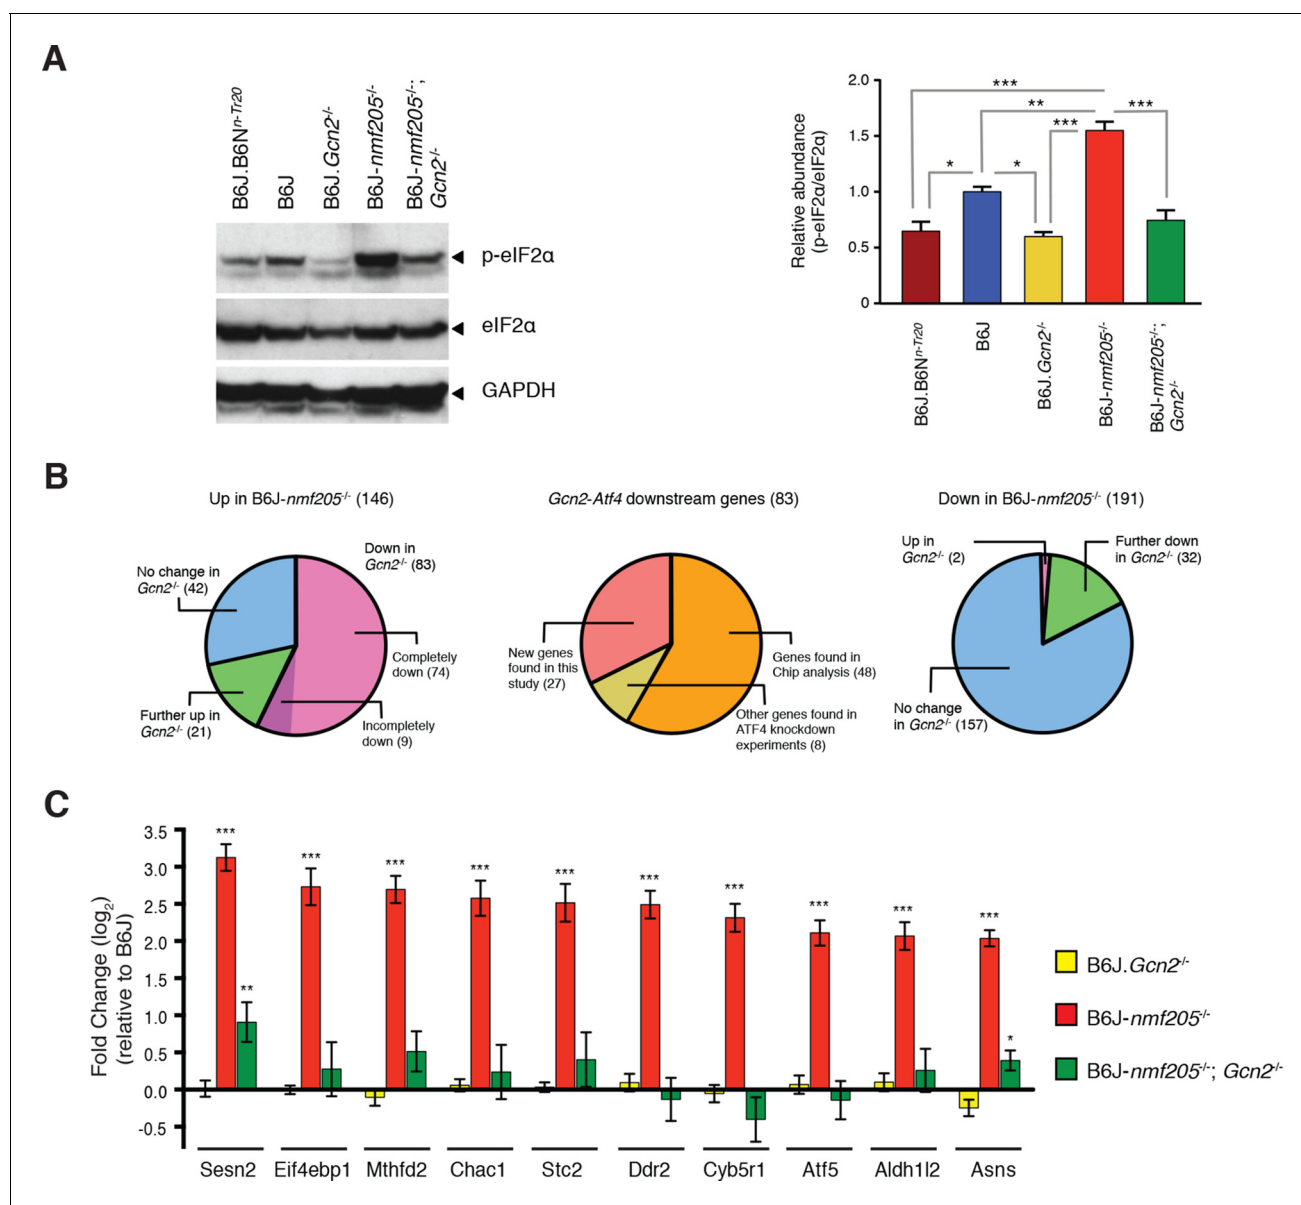 A
B6J.B6Nn-Tr20
B6J
B6J.Gcn2-/-
B6J-nmf205-/-
B6J-nmf205-/-;
Gcn2-/-
p-eIF2α
eIF2α
GAPDH
Relative abundance
(p-eIF2α/eIF2α)
2.0
1.5
1.0
0.5
0
***
**
***
***
*
*
B6J.B6Nn-Tr20
B6J
B6J.Gcn2-/-
B6J-nmf205-/-
B6J-nmf205-/-;
Gcn2-/-
B
Up in B6J-nmf205-/- (146)
Down in
Gcn2-/- (83)
No change in
Gcn2-/- (42)
Completely
down (74)
Further up in
Gcn2-/- (21)
Incompletely
down (9)
Gcn2-Atf4 downstream genes (83)
New genes
found in this
study (27)
Genes found in
Chip analysis (48)
Other genes found in
ATF4 knockdown
experiments (8)
Down in B6J-nmf205-/- (191)
Up in
Gcn2-/- (2)
Further down
in Gcn2-/- (32)
No change
in Gcn2-/- (157)
C
Fold Change (log2)
(relative to B6J)
3.5
3.0
2.5
2.0
1.5
1.0
0.5
0.0
-0.5
***
**
***
***
***
***
***
***
***
***
***
*
Sesn2 Eif4ebp1 Mthfd2 Chac1 Stc2 Ddr2 Cyb5r1 Atf5 Aldh1l2 Asns
B6J.Gcn2-/-
B6J-nmf205-/-
B6J-nmf205-/-; Gcn2-/-